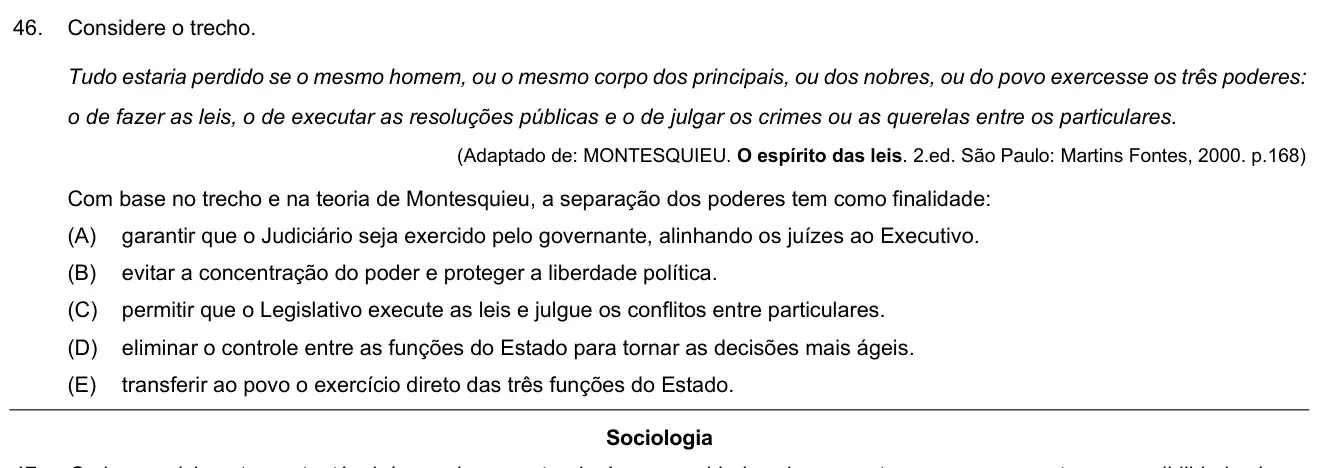 46. Considere o trecho.
Tudo estaria perdido se o mesmo homem, ou o mesmo corpo dos principais, ou dos nobres, ou do povo exercesse os três poderes:
o de fazer as leis, o de executar as resoluções públicas e o de julgar os crimes ou as querelas entre os particulares.
(Adaptado de: MONTESQUIEU. O espírito das leis. 2.ed. São Paulo: Martins Fontes, 2000. p.168)
Com base no trecho e na teoria de Montesquieu, a separação dos poderes tem como finalidade:
(A) garantir que o Judiciário seja exercido pelo governante, alinhando os juízes ao Executivo.
(B) evitar a concentração do poder e proteger a liberdade política.
(C) permitir que o Legislativo execute as leis e julgue os conflitos entre particulares.
(D) eliminar o controle entre as funções do Estado para tornar as decisões mais ágeis.
(E) transferir ao povo o exercício direto das três funções do Estado.
Sociologia